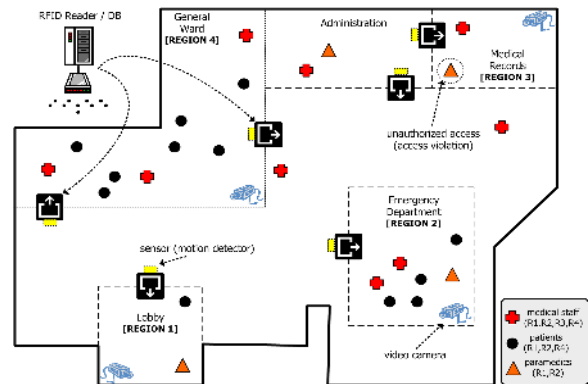 RFID Reader / DB
General
Ward
[REGION 4]
Administration
Medical
Records
[REGION 3]
unauthorized access
(access violation)
Emergency
Department
[REGION 2]
sensor (motion detector)
Lobby
[REGION 1]
video camera
medical staff
(R1,R2,R3,R4)
patients
(R1,R2,R4)
paramedics
(R1,R2)